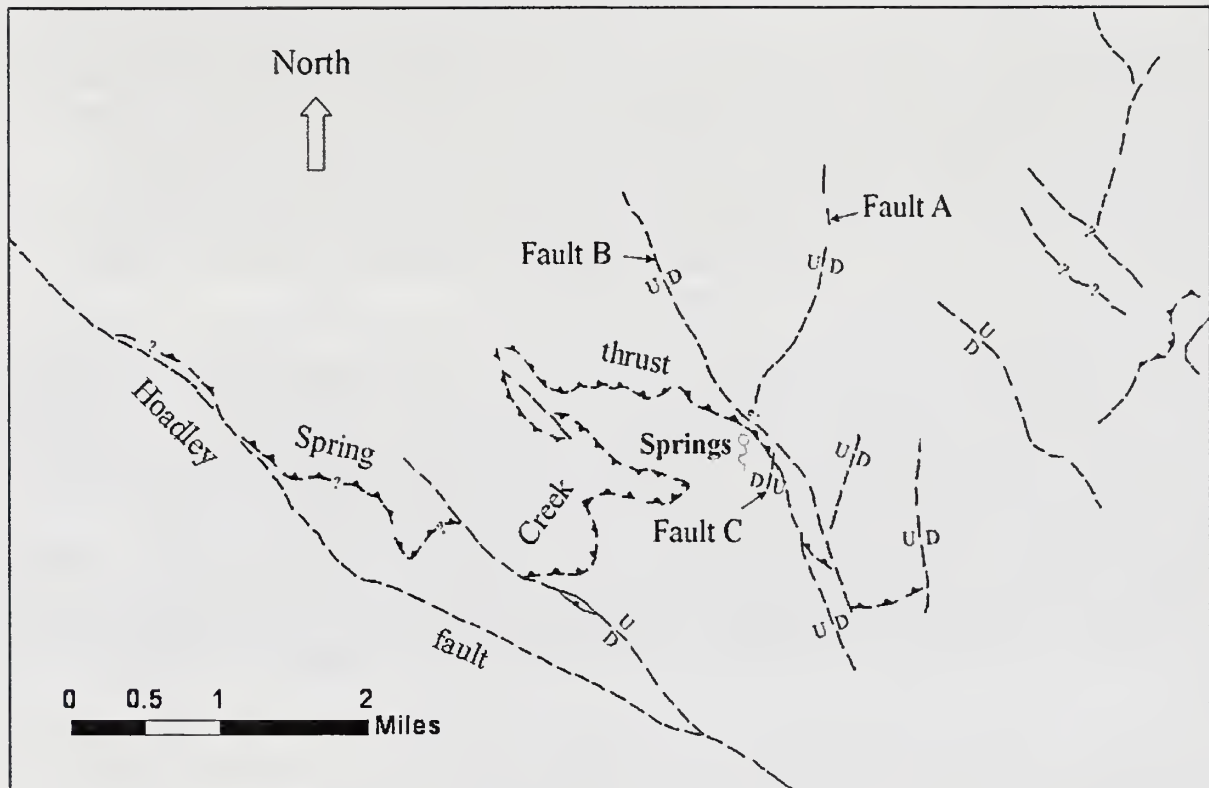 North
Fault A
Fault B
U D
U D
?
?
?
?
U
D
thrust
?
Hoadley
Spring
?
?
Springs
?
D U
Fault C
U D
U D
Creek
U
D
U D
fault
0 0.5 1 2
Miles